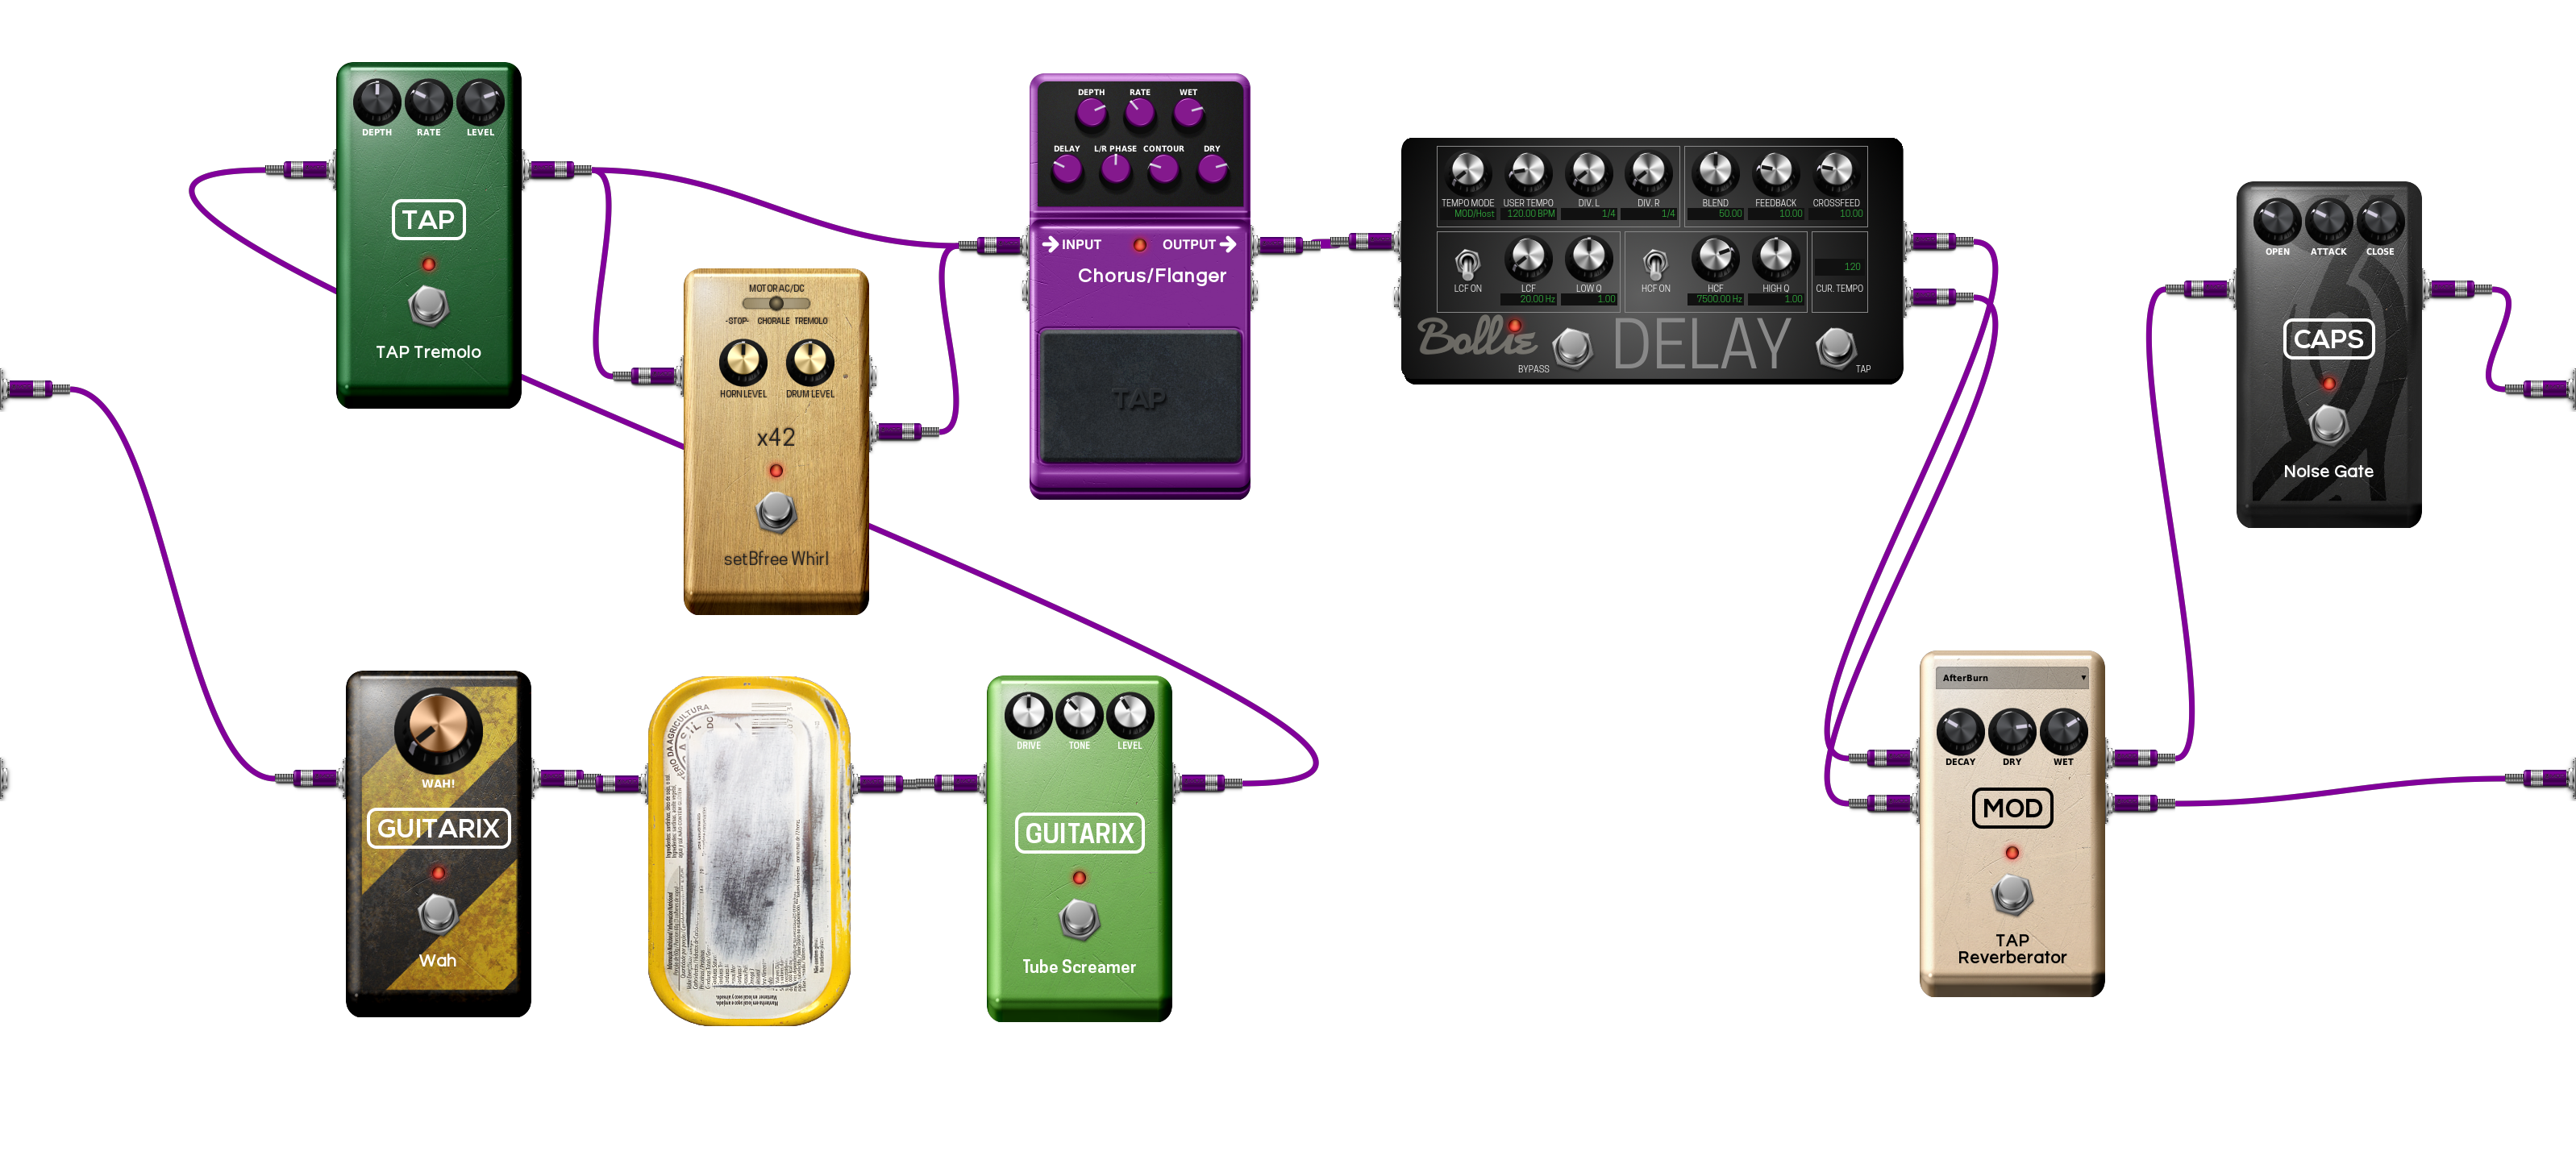 DEPTH RATE LEVEL
TAP
TAP Tremolo
MOTOR AC/DC
-STOP- CHORALE TREMOLO
HORN LEVEL DRUM LEVEL
x42
setBfree Whirl
DEPTH RATE WET
DELAY L/R PHASE CONTOUR DRY
INPUT OUTPUT
Chorus/Flanger
TAP
TEMPO MODE USER TEMPO DIV. L DIV. R BLEND FEEDBACK CROSSFEED
MOD/Host 120.00 BPM 1/4 1/4 50.00 10.00 10.00
LCF ON LCF LOW Q HCF ON HCF HIGH Q CUR. TEMPO
20.00 Hz 1.00 7500.00 Hz 1.00 120
Bollie DELAY
BYPASS TAP
OPEN ATTACK CLOSE
CAPS
Noise Gate
WAH!
GUITARIX
Wah
DRIVE TONE LEVEL
GUITARIX
Tube Screamer
AfterBurn
DECAY DRY WET
MOD
TAP
Reverberator